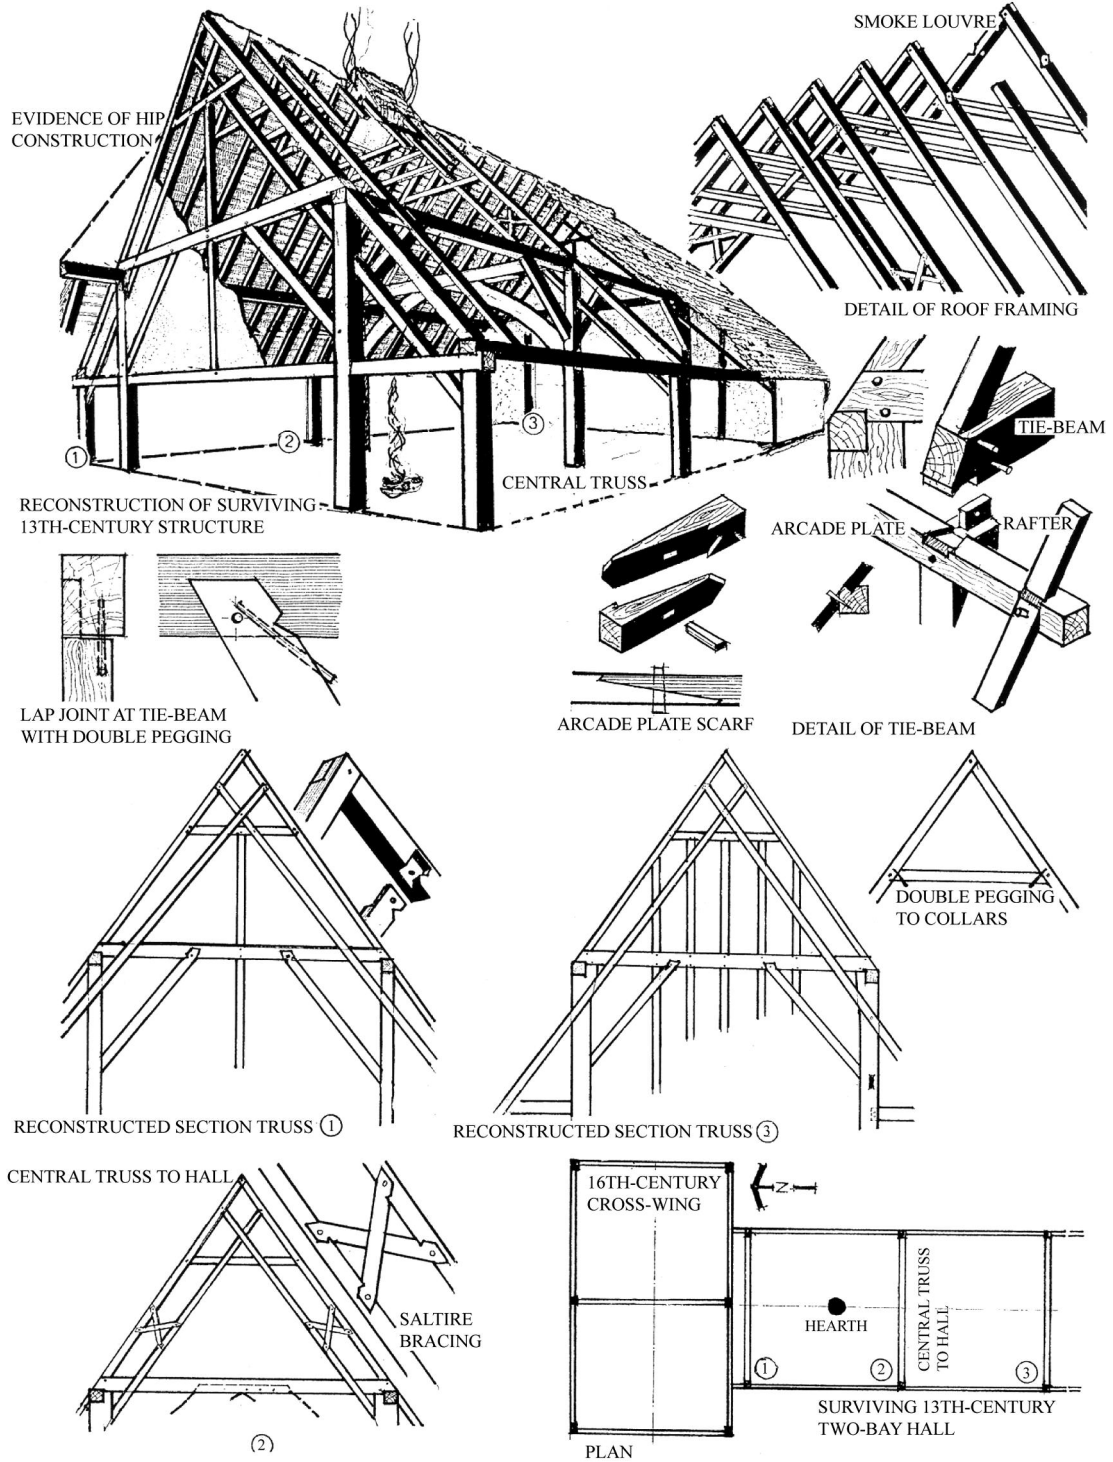 SMOKE LOUVRE
EVIDENCE OF HIP
CONSTRUCTION
DETAIL OF ROOF FRAMING
TIE-BEAM
1
2
3
CENTRAL TRUSS
RECONSTRUCTION OF SURVIVING
13TH-CENTURY STRUCTURE
ARCADE PLATE
RAFTER
LAP JOINT AT TIE-BEAM
WITH DOUBLE PEGGING
ARCADE PLATE SCARF
DETAIL OF TIE-BEAM
DOUBLE PEGGING
TO COLLARS
RECONSTRUCTED SECTION TRUSS 1
RECONSTRUCTED SECTION TRUSS 3
CENTRAL TRUSS TO HALL
SALTIRE
BRACING
2
16TH-CENTURY
CROSS-WING
N
HEARTH
CENTRAL TRUSS
TO HALL
1
2
3
SURVIVING 13TH-CENTURY
TWO-BAY HALL
PLAN